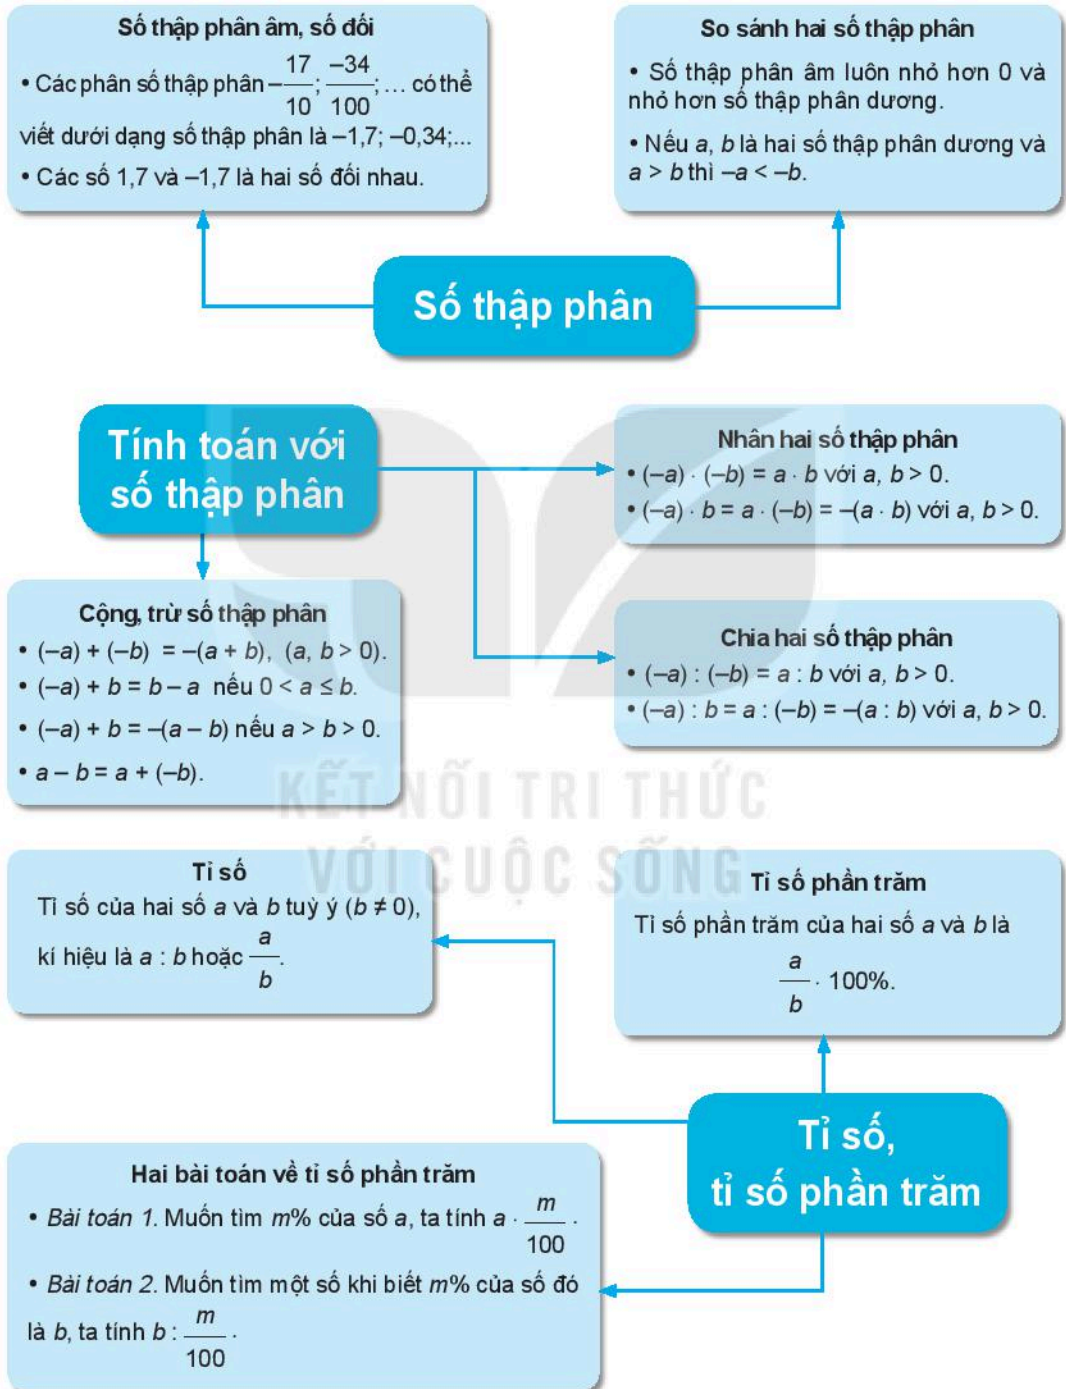 Số thập phân âm, số đối
• Các phân số thập phân –17/10; –34/100; ... có thể
viết dưới dạng số thập phân là –1,7; –0,34;...
• Các số 1,7 và –1,7 là hai số đối nhau.
So sánh hai số thập phân
• Số thập phân âm luôn nhỏ hơn 0 và
nhỏ hơn số thập phân dương.
• Nếu a, b là hai số thập phân dương và
a > b thì –a < –b.
Số thập phân
Tính toán với
số thập phân
Nhân hai số thập phân
• (–a) · (–b) = a · b với a, b > 0.
• (–a) · b = a · (–b) = –(a · b) với a, b > 0.
Cộng, trừ số thập phân
• (–a) + (–b) = –(a + b), (a, b > 0).
• (–a) + b = b – a nếu 0 < a ≤ b.
• (–a) + b = –(a – b) nếu a > b > 0.
• a – b = a + (–b).
Chia hai số thập phân
• (–a) : (–b) = a : b với a, b > 0.
• (–a) : b = a : (–b) = –(a : b) với a, b > 0.
KẾT NỐI TRI THỨC
VỚI CUỘC SỐNG
Tỉ số
Tỉ số của hai số a và b tuỳ ý (b ≠ 0),
kí hiệu là a : b hoặc a/b.
Tỉ số phần trăm
Tỉ số phần trăm của hai số a và b là
a/b · 100%.
Tỉ số,
tỉ số phần trăm
Hai bài toán về tỉ số phần trăm
• Bài toán 1. Muốn tìm m% của số a, ta tính a · m/100 .
• Bài toán 2. Muốn tìm một số khi biết m% của số đó
là b, ta tính b : m/100 .